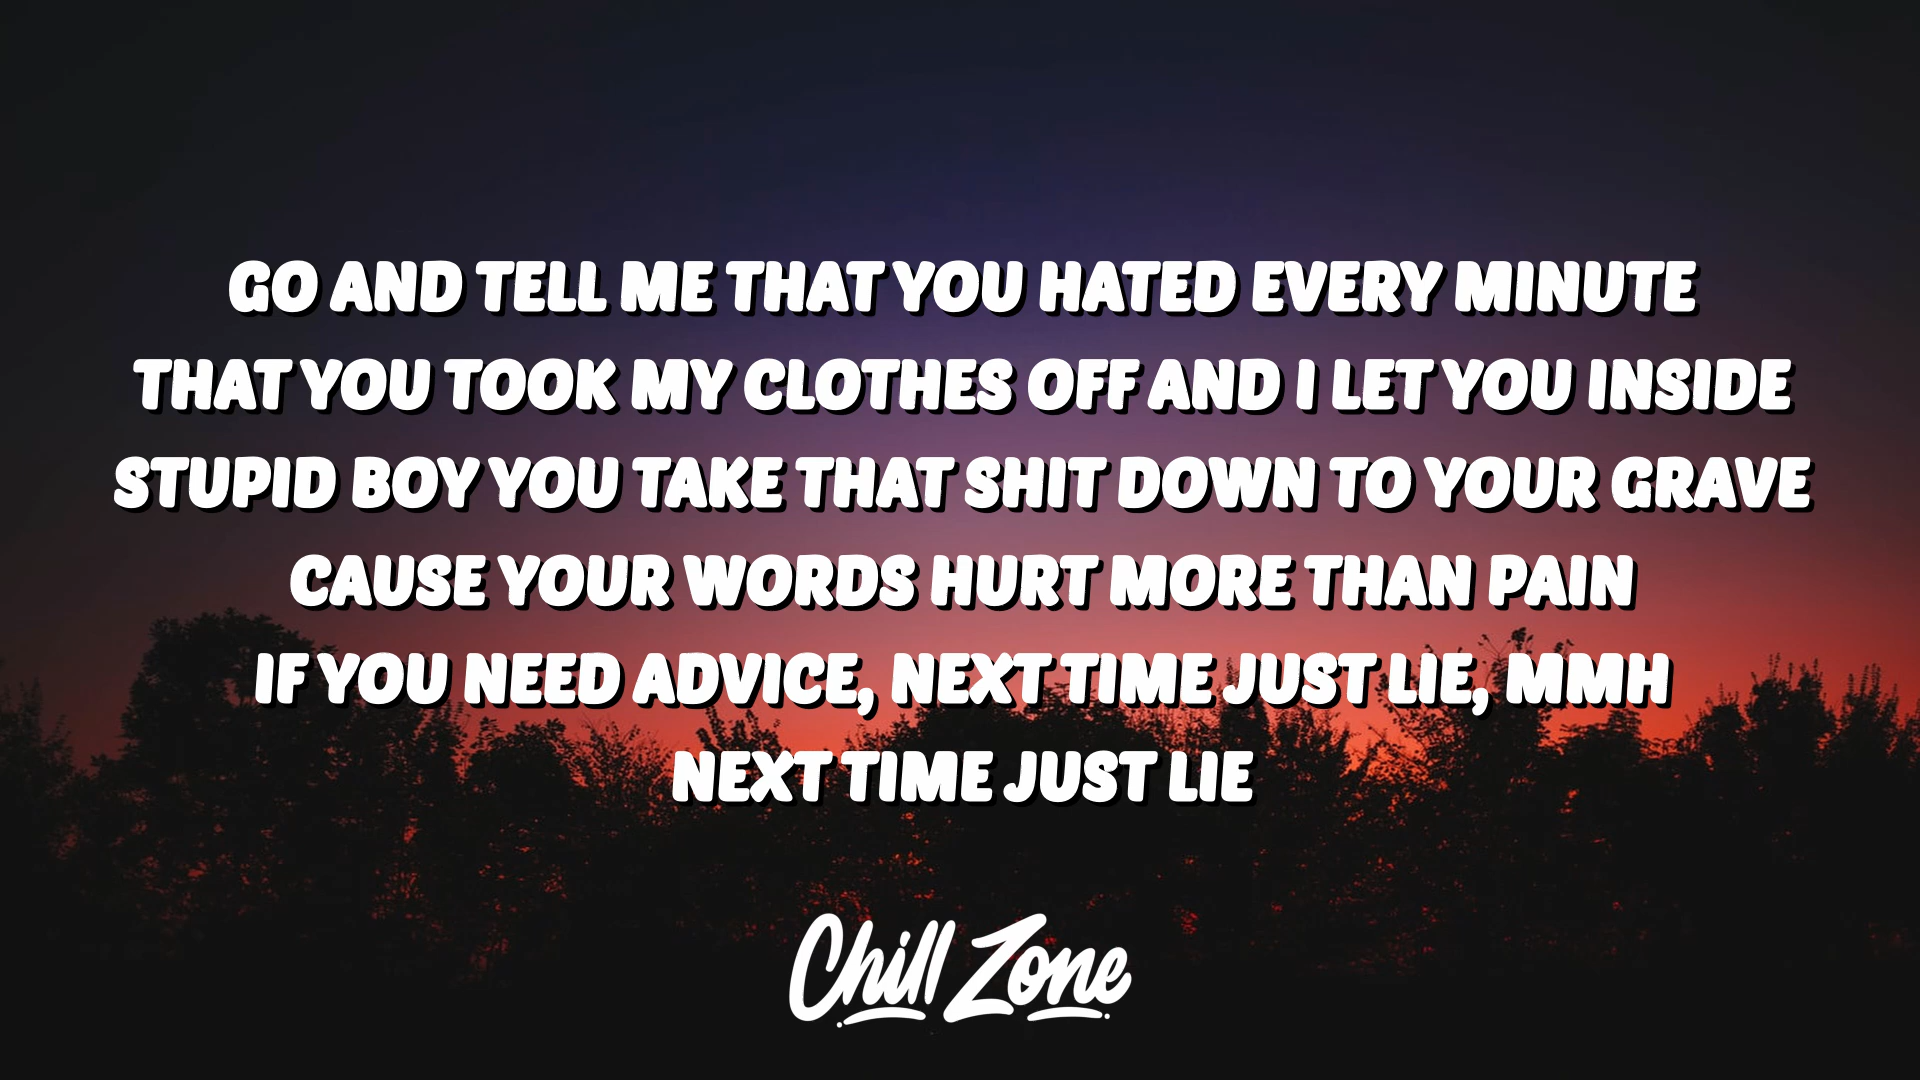 GO AND TELL ME THAT YOU HATED EVERY MINUTE
THAT YOU TOOK MY CLOTHES OFF AND I LET YOU INSIDE
STUPID BOY YOU TAKE THAT SHIT DOWN TO YOUR GRAVE
CAUSE YOUR WORDS HURT MORE THAN PAIN
IF YOU NEED ADVICE, NEXT TIME JUST LIE, MMH
NEXT TIME JUST LIE
Chill Zone